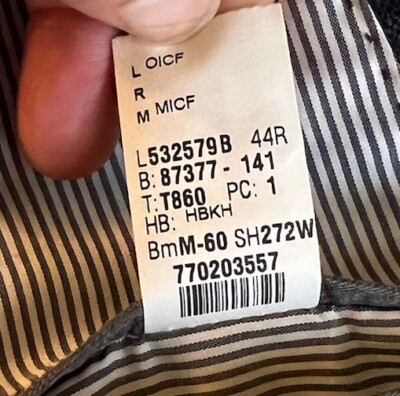 L OICF
R
M MICF
L532579B 44R
B: 87377 - 141
T: T860 PC: 1
HB: HBKH
BmM-60 SH272W
770203557